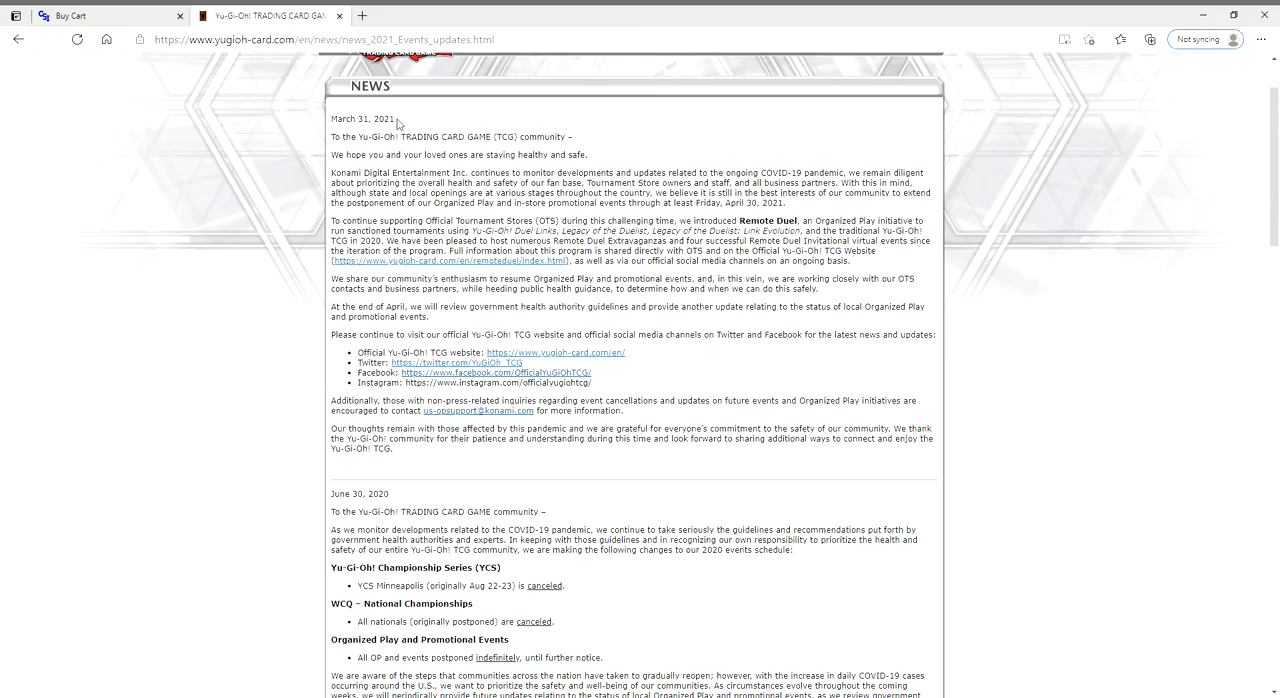 Buy Cart
Yu-Gi-Oh! TRADING CARD GAM
https://www.yugioh-card.com/en/news/news_2021_Events_updates.html
Not syncing
TRADING CARD GAME
NEWS
March 31, 2021
To the Yu-Gi-Oh! TRADING CARD GAME (TCG) community –
We hope you and your loved ones are staying healthy and safe.
Konami Digital Entertainment Inc. continues to monitor developments and updates related to the ongoing COVID-19 pandemic, we remain diligent
about prioritizing the overall health and safety of our fan base, Tournament Store owners and staff, and all business partners. With this in mind,
although state and local openings are at various stages throughout the country, we believe it is still in the best interests of our community to extend
the postponement of our Organized Play and in-store promotional events through at least Friday, April 30, 2021.
To continue supporting Official Tournament Stores (OTS) during this challenging time, we introduced Remote Duel, an Organized Play initiative to
run sanctioned tournaments using Yu-Gi-Oh! Duel Links, Legacy of the Duelist, Legacy of the Duelist: Link Evolution, and the traditional Yu-Gi-Oh!
TCG in 2020. We have been pleased to host numerous Remote Duel Extravaganzas and four successful Remote Duel Invitational virtual events since
the iteration of the program. Full information about this program is shared directly with OTS and on the Official Yu-Gi-Oh! TCG Website
(https://www.yugioh-card.com/en/remoteduel/index.html), as well as via our official social media channels on an ongoing basis.
We share our community's enthusiasm to resume Organized Play and promotional events, and, in this vein, we are working closely with our OTS
contacts and business partners, while heeding public health guidance, to determine how and when we can do this safely.
At the end of April, we will review government health authority guidelines and provide another update relating to the status of local Organized Play
and promotional events.
Please continue to visit our official Yu-Gi-Oh! TCG website and official social media channels on Twitter and Facebook for the latest news and updates:
• Official Yu-Gi-Oh! TCG website: https://www.yugioh-card.com/en/
• Twitter: https://twitter.com/YuGiOh_TCG
• Facebook: https://www.facebook.com/OfficialYuGiOhTCG/
• Instagram: https://www.instagram.com/officialyugiohtcg/
Additionally, those with non-press-related inquiries regarding event cancellations and updates on future events and Organized Play initiatives are
encouraged to contact us-opsupport@konami.com for more information.
Our thoughts remain with those affected by this pandemic and we are grateful for everyone's commitment to the safety of our community. We thank
the Yu-Gi-Oh! community for their patience and understanding during this time and look forward to sharing additional ways to connect and enjoy the
Yu-Gi-Oh! TCG.
June 30, 2020
To the Yu-Gi-Oh! TRADING CARD GAME community –
As we monitor developments related to the COVID-19 pandemic, we continue to take seriously the guidelines and recommendations put forth by
government health authorities and experts. In keeping with those guidelines and in recognizing our own responsibility to prioritize the health and
safety of our entire Yu-Gi-Oh! TCG community, we are making the following changes to our 2020 events schedule:
Yu-Gi-Oh! Championship Series (YCS)
• YCS Minneapolis (originally Aug 22-23) is canceled.
WCQ – National Championships
• All nationals (originally postponed) are canceled.
Organized Play and Promotional Events
• All OP and events postponed indefinitely, until further notice.
We are aware of the steps that communities across the nation have taken to gradually reopen; however, with the increase in daily COVID-19 cases
occurring around the U.S., we want to prioritize the safety and well-being of our communities. As circumstances evolve throughout the coming
weeks, we will periodically provide future updates relating to the status of local Organized Play and promotional events, as we review government